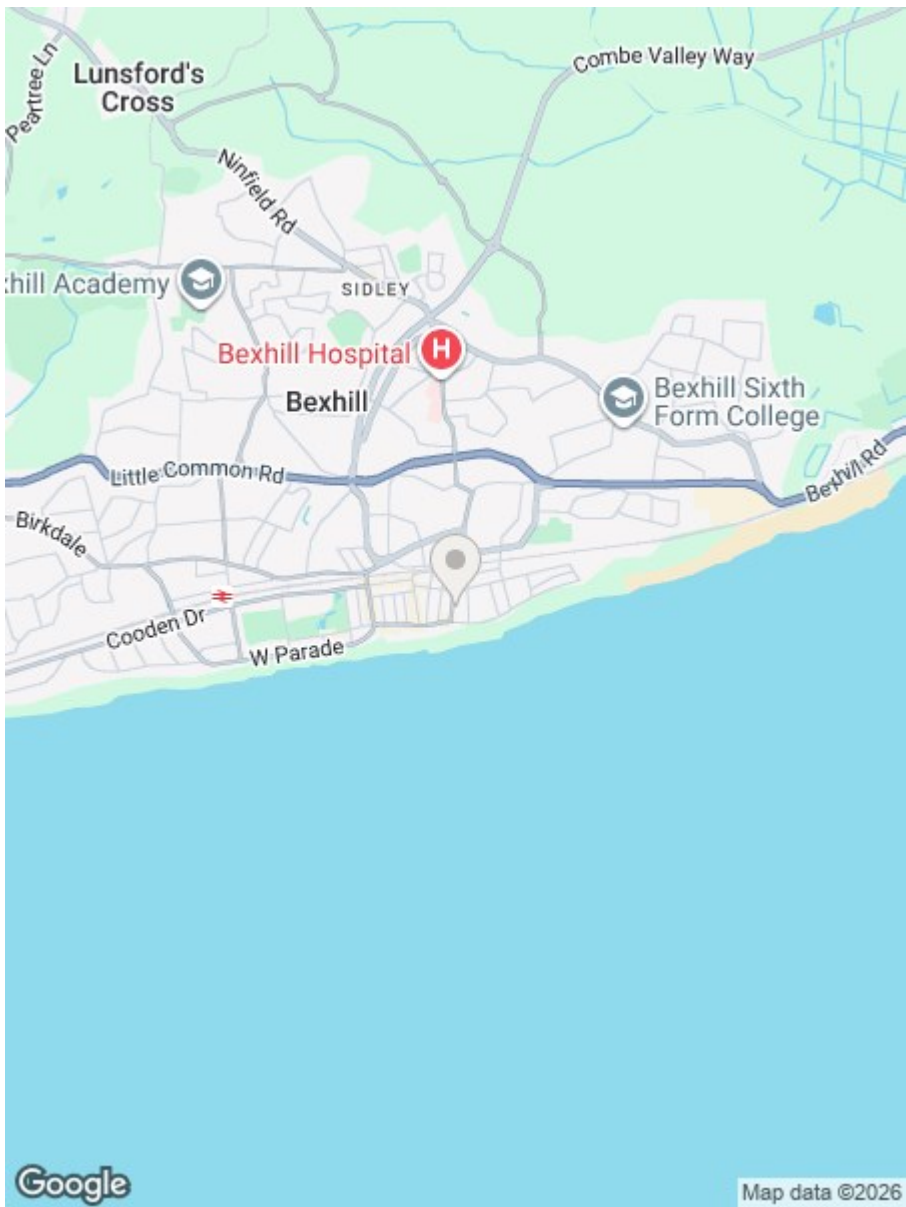 Combe Valley Way
Lunsford's
Cross
Peartree Ln
Ninfield Rd
xhill Academy
SIDLEY
Bexhill Hospital
H
Bexhill
Bexhill Sixth
Form College
Little Common Rd
Bexhill Rd
Birkdale
Cooden Dr
W Parade
Google
Map data ©2026